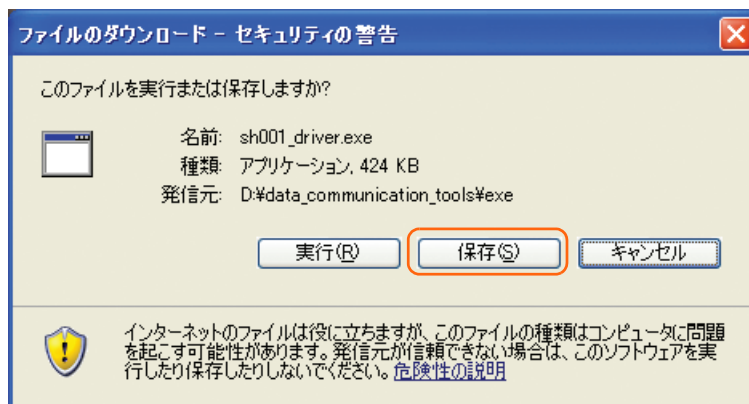 ファイルのダウンロード - セキュリティの警告
このファイルを実行または保存しますか?
名前: sh001_driver.exe
種類: アプリケーション, 424 KB
発信元: D:¥data_communication_tools¥exe
実行(R) 保存(S) キャンセル
インターネットのファイルは役に立ちますが、このファイルの種類はコンピュータに問題
を起こす可能性があります。発信元が信頼できない場合は、このソフトウェアを実
行したり保存したりしないでください。危険性の説明